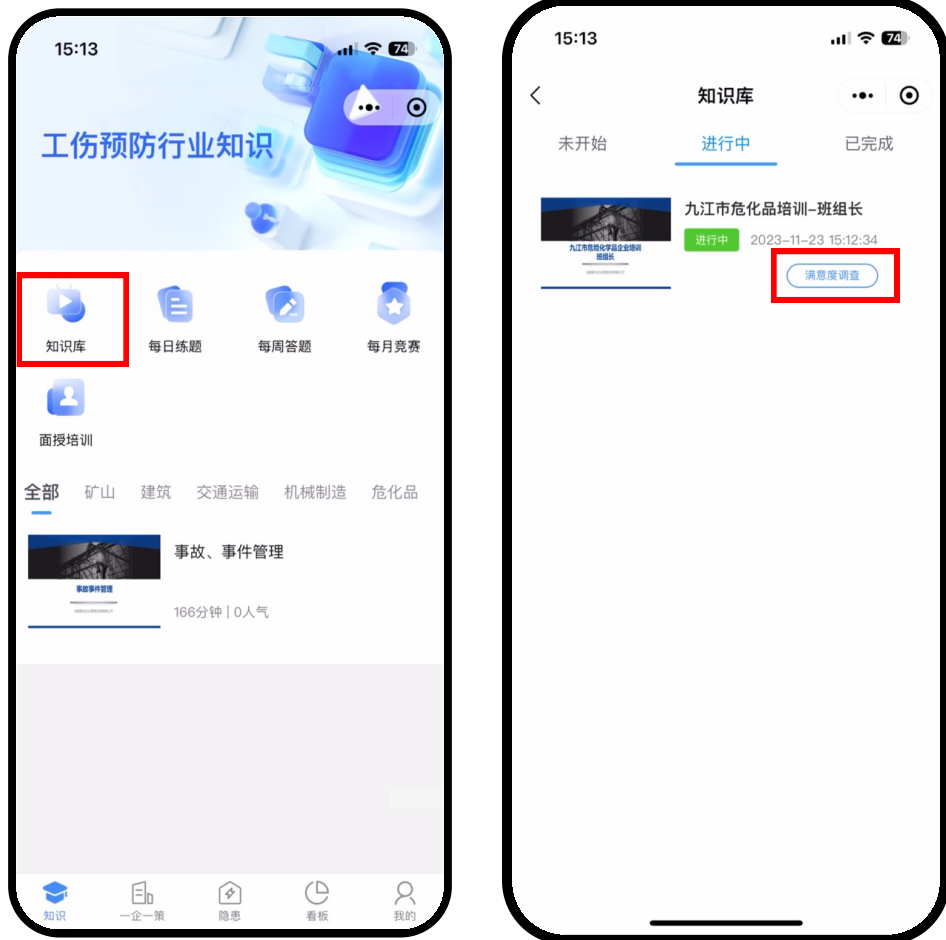 15:13
74
工伤预防行业知识
知识库
每日练题
每周答题
每月竞赛
面授培训
全部 矿山 建筑 交通运输 机械制造 危化品
事故事件管理
事故、事件管理
166分钟 | 0人气
知识
一企一策
隐患
看板
我的
15:13
74
知识库
未开始
进行中
已完成
九江市危险化学品企业培训
班组长
九江市危化品培训-班组长
进行中 2023-11-23 15:12:34
满意度调查